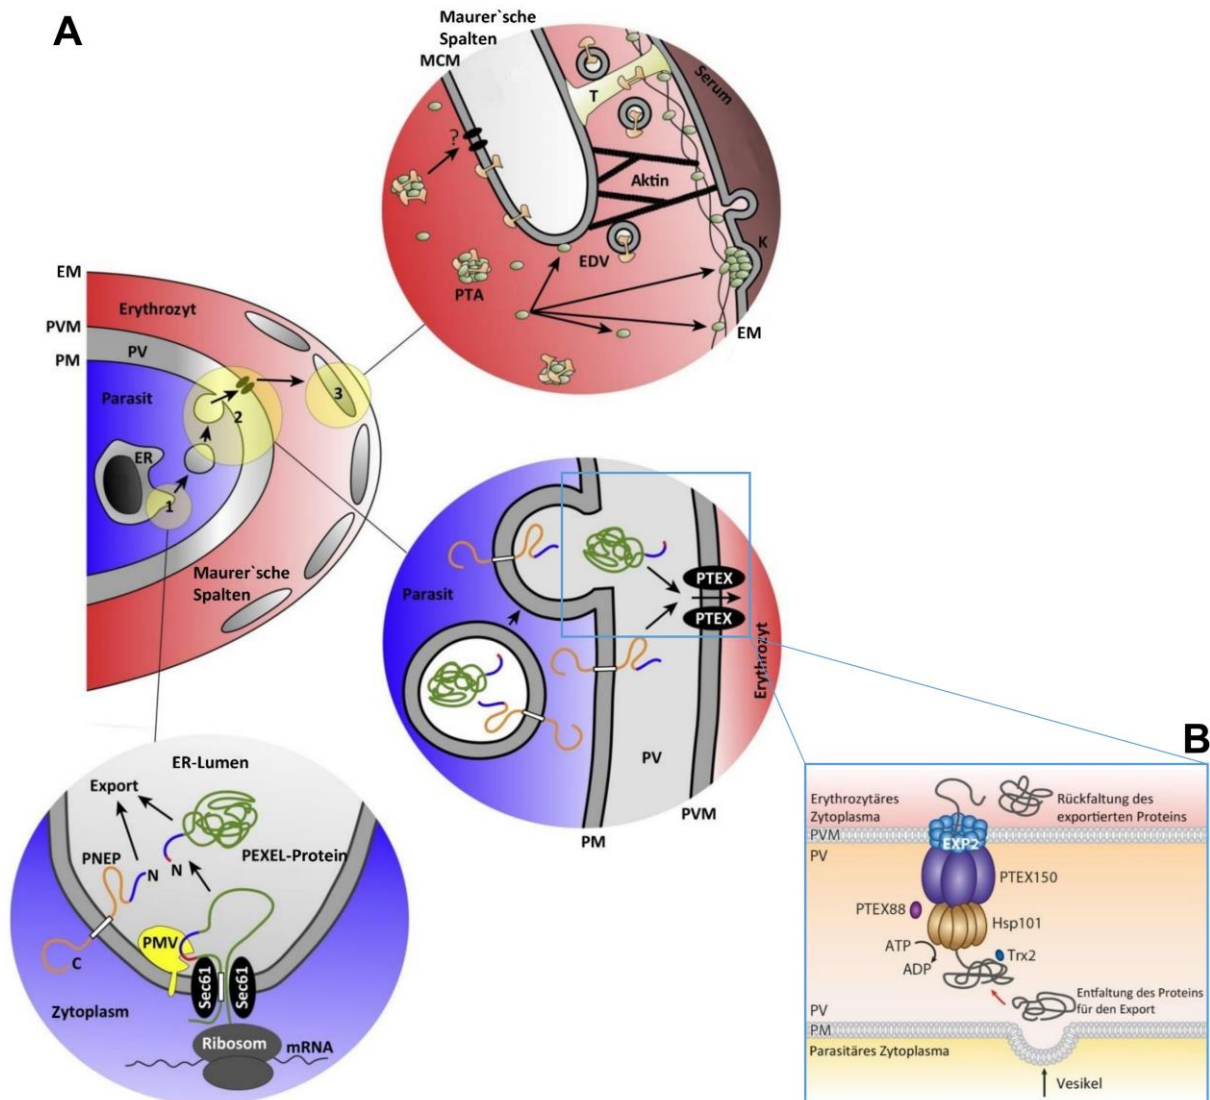 A
Maurer`sche
Spalten
MCM
Serum
T
?
Aktin
K
EDV
PTA
EM
EM
Erythrozyt
PVM
PV
PM
Parasit
3
2
ER
1
Maurer`sche
Spalten
PTEX
Parasit
PTEX
Erythrozyt
PV
PVM
PM
ER-Lumen
Export
PEXEL-Protein
PNEP
N
N
PMV
C
Sec61
Sec61
Zytoplasm
Ribosom
mRNA
B
Erythrozytäres
Zytoplasma
Rückfaltung des
exportierten Proteins
PVM
EXP2
PV
PTEX150
PTEX88
Hsp101
ATP
Trx2
ADP
Entfaltung des Proteins
für den Export
PV
PM
Parasitäres Zytoplasma
Vesikel